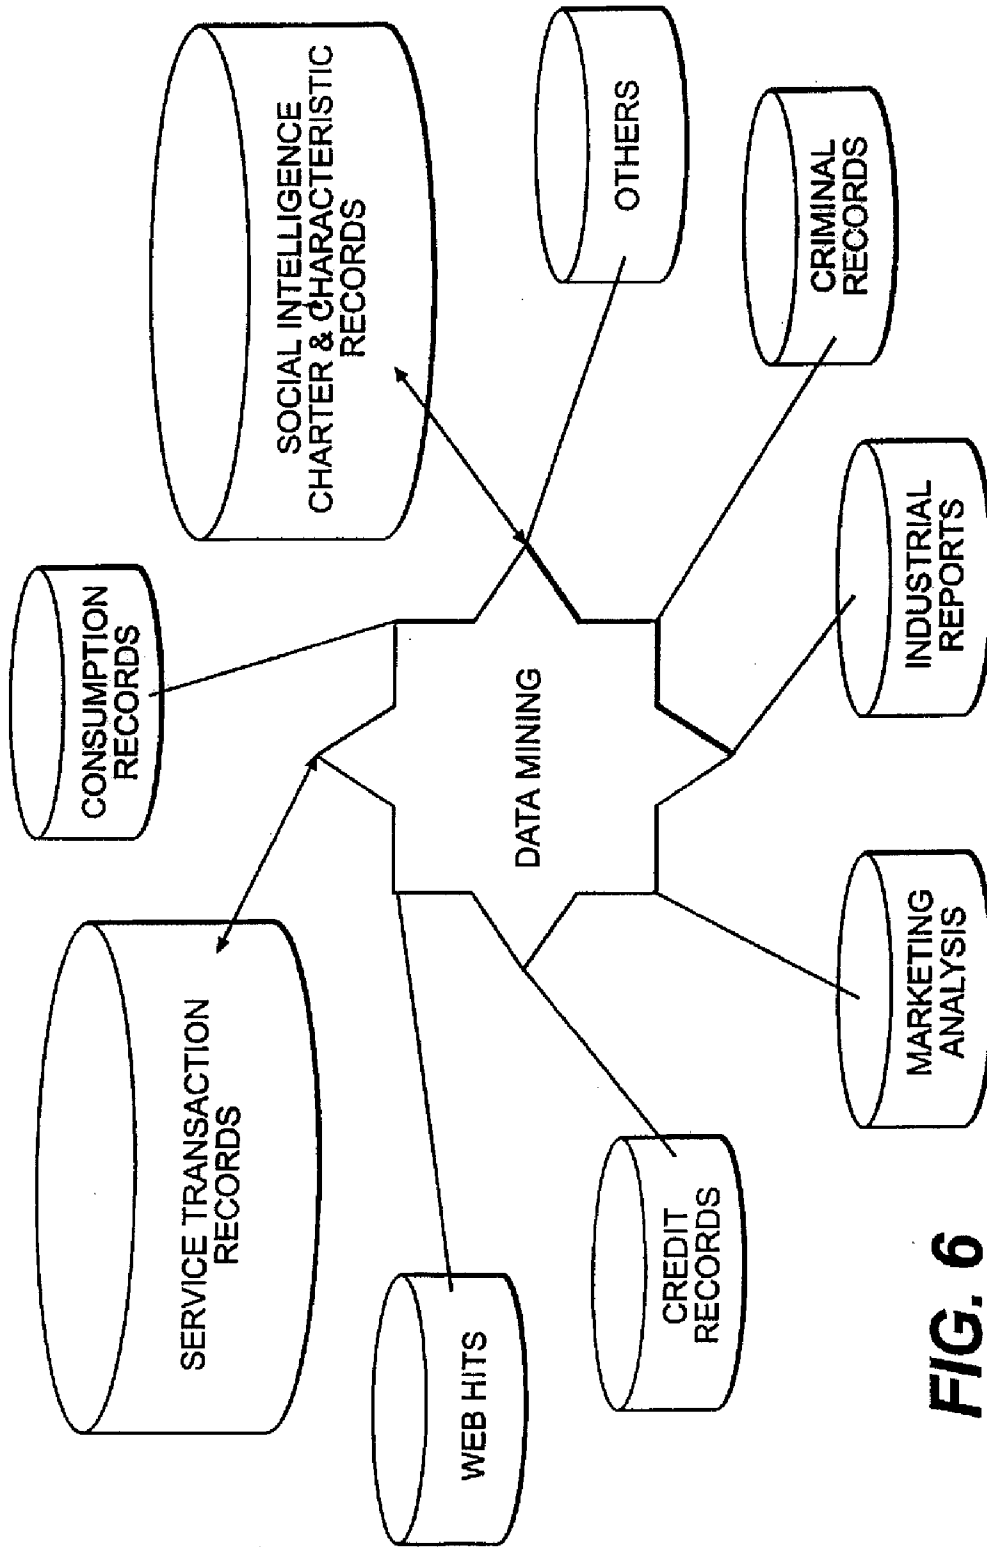 SERVICE TRANSACTION
RECORDS
CONSUMPTION
RECORDS
SOCIAL INTELLIGENCE
CHARTER & CHARACTERISTIC
RECORDS
WEB HITS
DATA MINING
OTHERS
CREDIT
RECORDS
MARKETING
ANALYSIS
INDUSTRIAL
REPORTS
CRIMINAL
RECORDS
FIG. 6